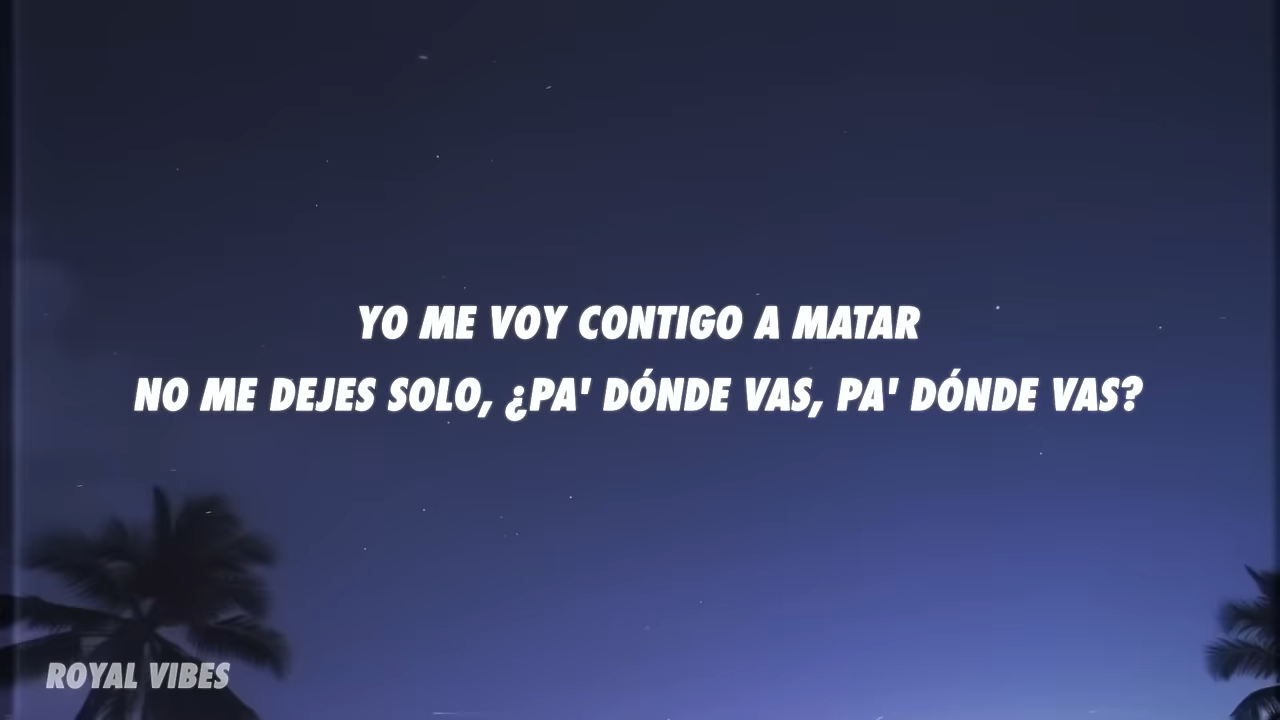 YO ME VOY CONTIGO A MATAR
NO ME DEJES SOLO, ¿PA' DÓNDE VAS, PA' DÓNDE VAS?
ROYAL VIBES